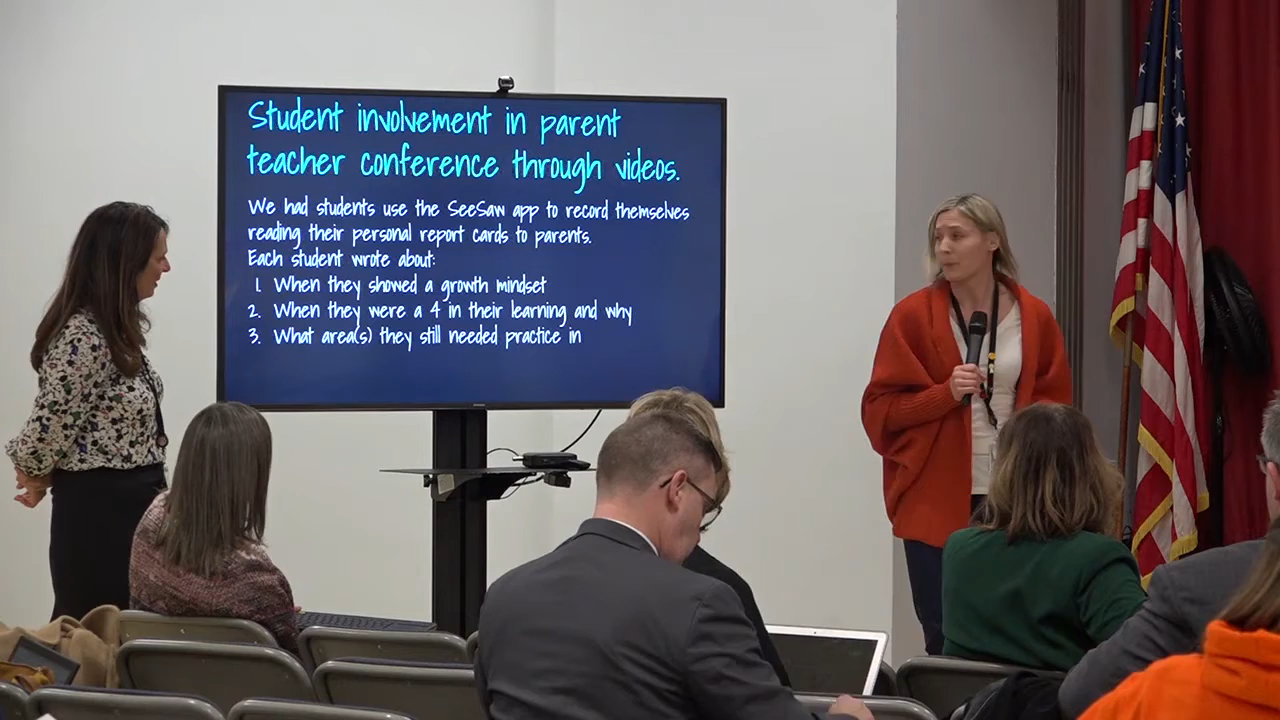 Student involvement in parent
teacher conference through videos.
We had students use the SeeSaw app to record themselves
reading their personal report cards to parents.
Each student wrote about:
1. When they showed a growth mindset
2. When they were a 4 in their learning and why
3. What area(s) they still needed practice in